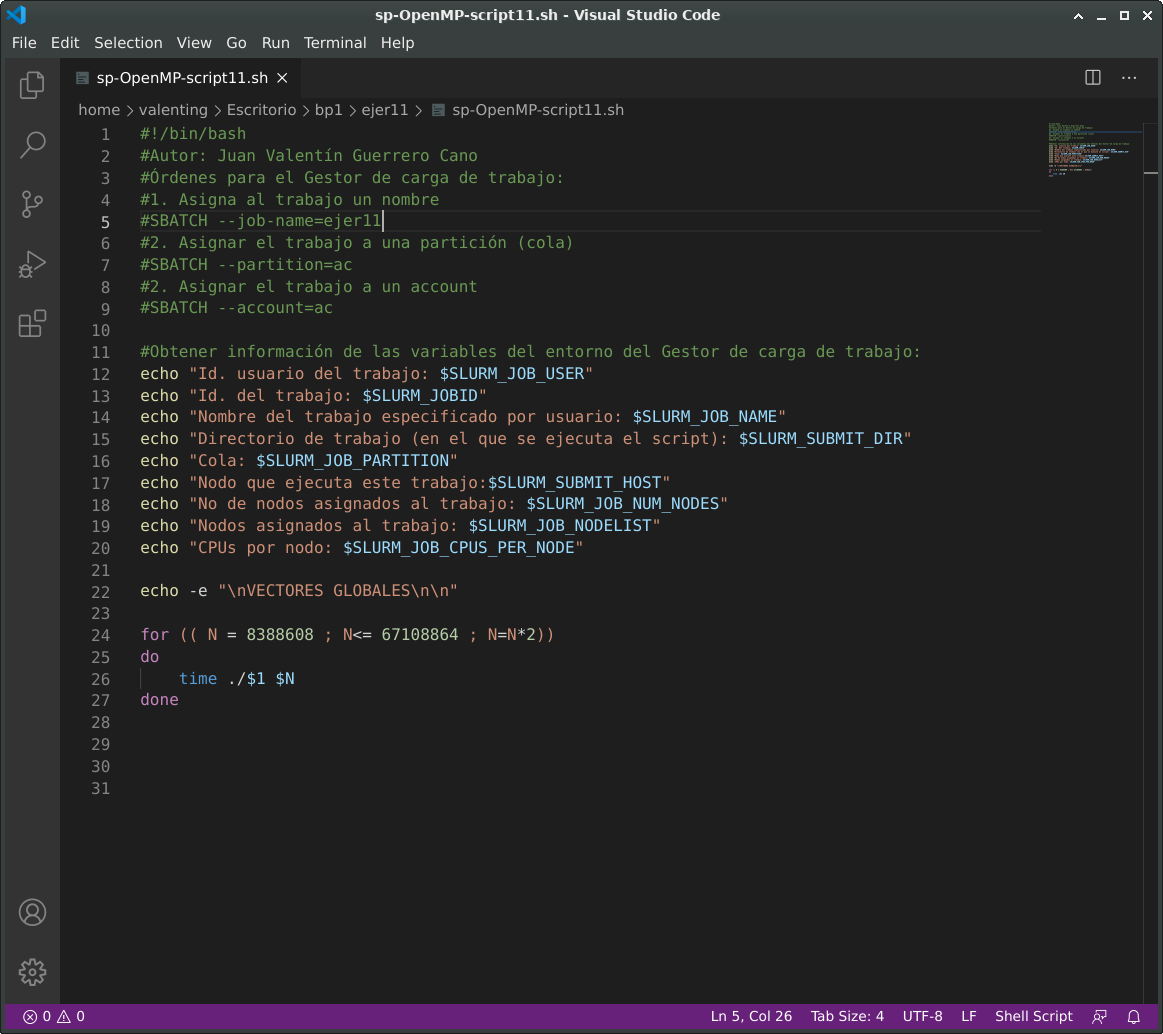 sp-OpenMP-script11.sh - Visual Studio Code
File Edit Selection View Go Run Terminal Help
sp-OpenMP-script11.sh
home > valenting > Escritorio > bp1 > ejer11 > sp-OpenMP-script11.sh
1 #!/bin/bash
2 #Autor: Juan Valentín Guerrero Cano
3 #Órdenes para el Gestor de carga de trabajo:
4 #1. Asigna al trabajo un nombre
5 #SBATCH --job-name=ejer11
6 #2. Asignar el trabajo a una partición (cola)
7 #SBATCH --partition=ac
8 #2. Asignar el trabajo a un account
9 #SBATCH --account=ac
10
11 #Obtener información de las variables del entorno del Gestor de carga de trabajo:
12 echo "Id. usuario del trabajo: $SLURM_JOB_USER"
13 echo "Id. del trabajo: $SLURM_JOBID"
14 echo "Nombre del trabajo especificado por usuario: $SLURM_JOB_NAME"
15 echo "Directorio de trabajo (en el que se ejecuta el script): $SLURM_SUBMIT_DIR"
16 echo "Cola: $SLURM_JOB_PARTITION"
17 echo "Nodo que ejecuta este trabajo:$SLURM_SUBMIT_HOST"
18 echo "No de nodos asignados al trabajo: $SLURM_JOB_NUM_NODES"
19 echo "Nodos asignados al trabajo: $SLURM_JOB_NODELIST"
20 echo "CPUs por nodo: $SLURM_JOB_CPUS_PER_NODE"
21
22 echo -e "\nVECTORES GLOBALES\n\n"
23
24 for (( N = 8388608 ; N<= 67108864 ; N=N*2))
25 do
26     time ./$1 $N
27 done
28
29
30
31
0 0 Ln 5, Col 26 Tab Size: 4 UTF-8 LF Shell Script